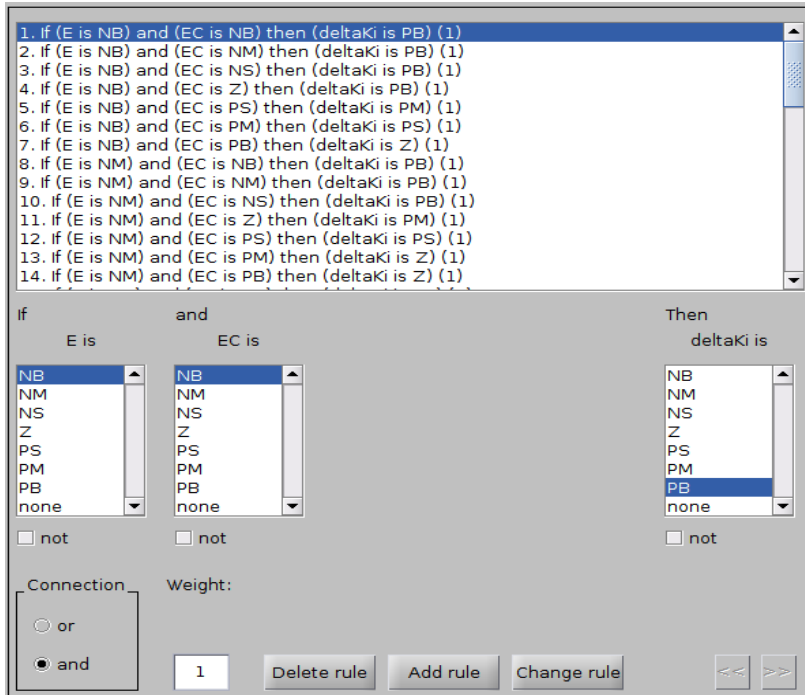 1. If (E is NB) and (EC is NB) then (deltaKi is PB) (1)
2. If (E is NB) and (EC is NM) then (deltaKi is PB) (1)
3. If (E is NB) and (EC is NS) then (deltaKi is PB) (1)
4. If (E is NB) and (EC is Z) then (deltaKi is PB) (1)
5. If (E is NB) and (EC is PS) then (deltaKi is PM) (1)
6. If (E is NB) and (EC is PM) then (deltaKi is PS) (1)
7. If (E is NB) and (EC is PB) then (deltaKi is Z) (1)
8. If (E is NM) and (EC is NB) then (deltaKi is PB) (1)
9. If (E is NM) and (EC is NM) then (deltaKi is PB) (1)
10. If (E is NM) and (EC is NS) then (deltaKi is PB) (1)
11. If (E is NM) and (EC is Z) then (deltaKi is PM) (1)
12. If (E is NM) and (EC is PS) then (deltaKi is PS) (1)
13. If (E is NM) and (EC is PM) then (deltaKi is Z) (1)
14. If (E is NM) and (EC is PB) then (deltaKi is Z) (1)
If and Then
E is EC is deltaKi is
NB NB NB
NM NM NM
NS NS NS
Z Z Z
PS PS PS
PM PM PM
PB PB PB
none none none
not not not
Connection Weight:
or
and 1 Delete rule Add rule Change rule << >>